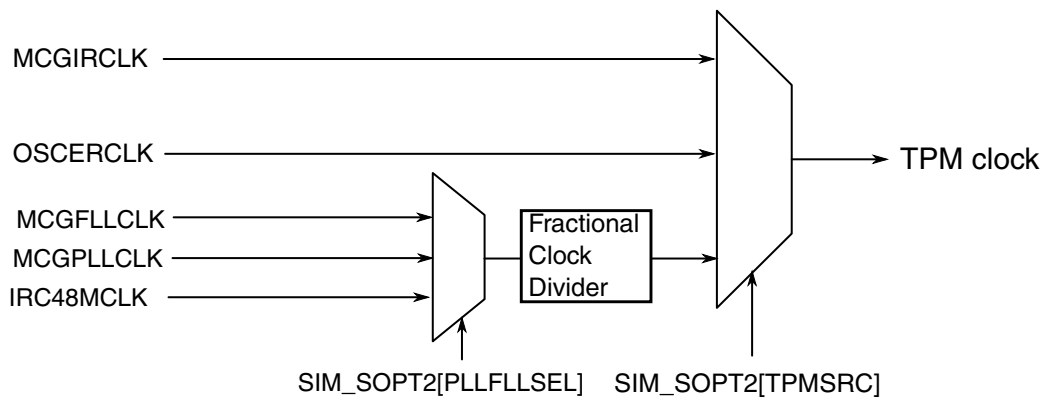 MCGIRCLK
OSCERCLK
TPM clock
MCGFLLCLK
MCGPLLCLK
IRC48MCLK
Fractional
Clock
Divider
SIM_SOPT2[PLLFLLSEL]
SIM_SOPT2[TPMSRC]